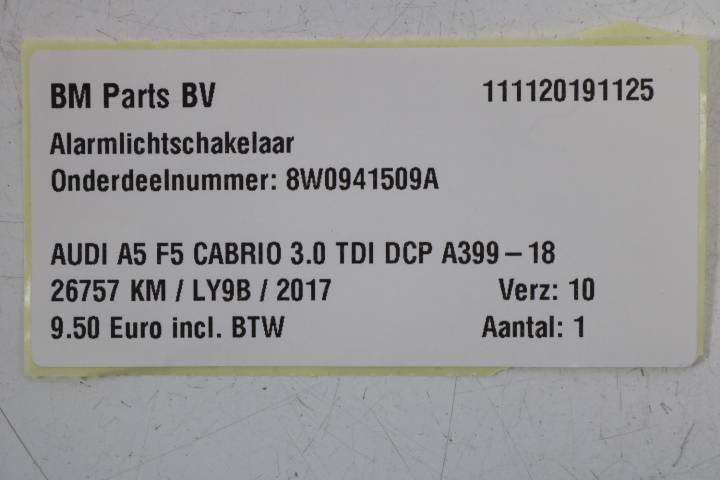 BM Parts BV 111120191125
Alarmlichtschakelaar
Onderdeelnummer: 8W0941509A
AUDI A5 F5 CABRIO 3.0 TDI DCP A399 – 18
26757 KM / LY9B / 2017 Verz: 10
9.50 Euro incl. BTW Aantal: 1